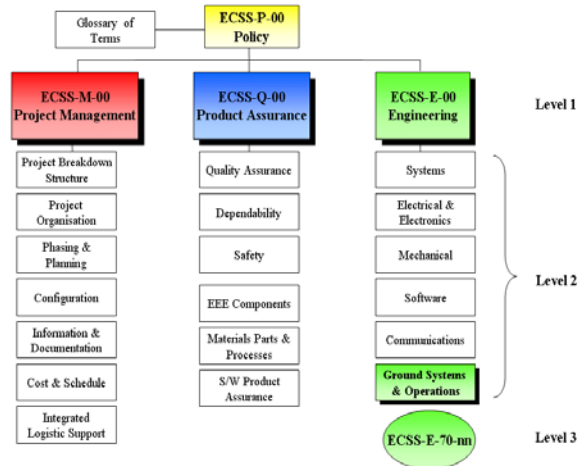 Glossary of
Terms
ECSS-P-00
Policy
ECSS-M-00
Project Management
ECSS-Q-00
Product Assurance
ECSS-E-00
Engineering
Level 1
Project Breakdown
Structure
Project
Organisation
Phasing &
Planning
Configuration
Information &
Documentation
Cost & Schedule
Integrated
Logistic Support
Quality Assurance
Dependability
Safety
EEE Components
Materials Parts &
Processes
S/W Product
Assurance
Systems
Electrical &
Electronics
Mechanical
Software
Communications
Ground Systems
& Operations
Level 2
ECSS-E-70-nn
Level 3